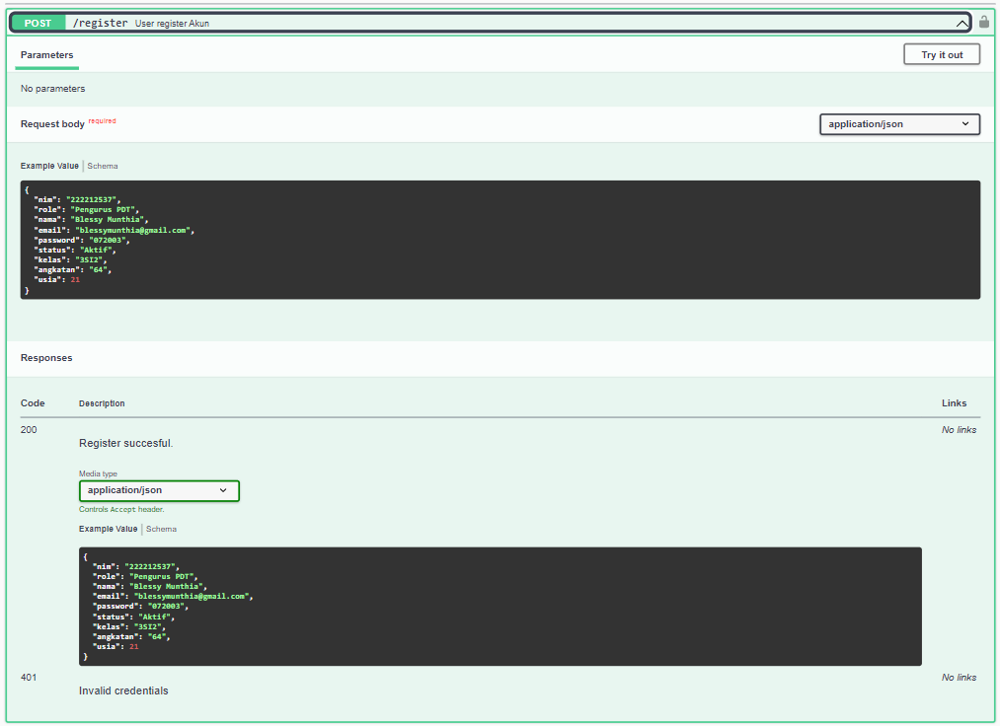 POST /register User register Akun
Parameters
Try it out
No parameters
Request body required
application/json
Example Value | Schema
{
"nim": "222212537",
"role": "Pengurus PDT",
"nama": "Blessy Munthia",
"email": "blessymunthia@gmail.com",
"password": "072003",
"status": "Aktif",
"kelas": "3SI2",
"angkatan": "64",
"usia": 21
}
Responses
Code Description Links
200 No links
Register succesful.
Media type
application/json
Controls Accept header.
Example Value | Schema
{
"nim": "222212537",
"role": "Pengurus PDT",
"nama": "Blessy Munthia",
"email": "blessymunthia@gmail.com",
"password": "072003",
"status": "Aktif",
"kelas": "3SI2",
"angkatan": "64",
"usia": 21
}
401 No links
Invalid credentials